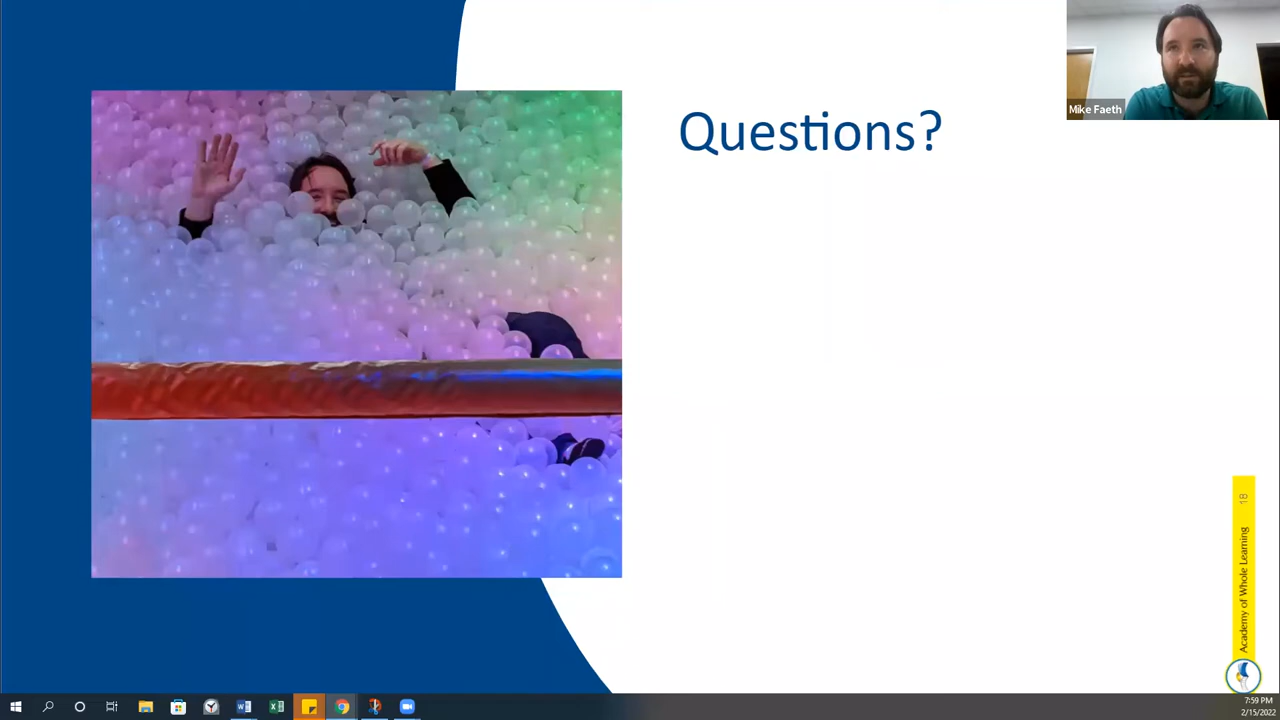 Questions?
Mike Faeth
18
Academy of Whole Learning
7:59 PM
2/15/2022